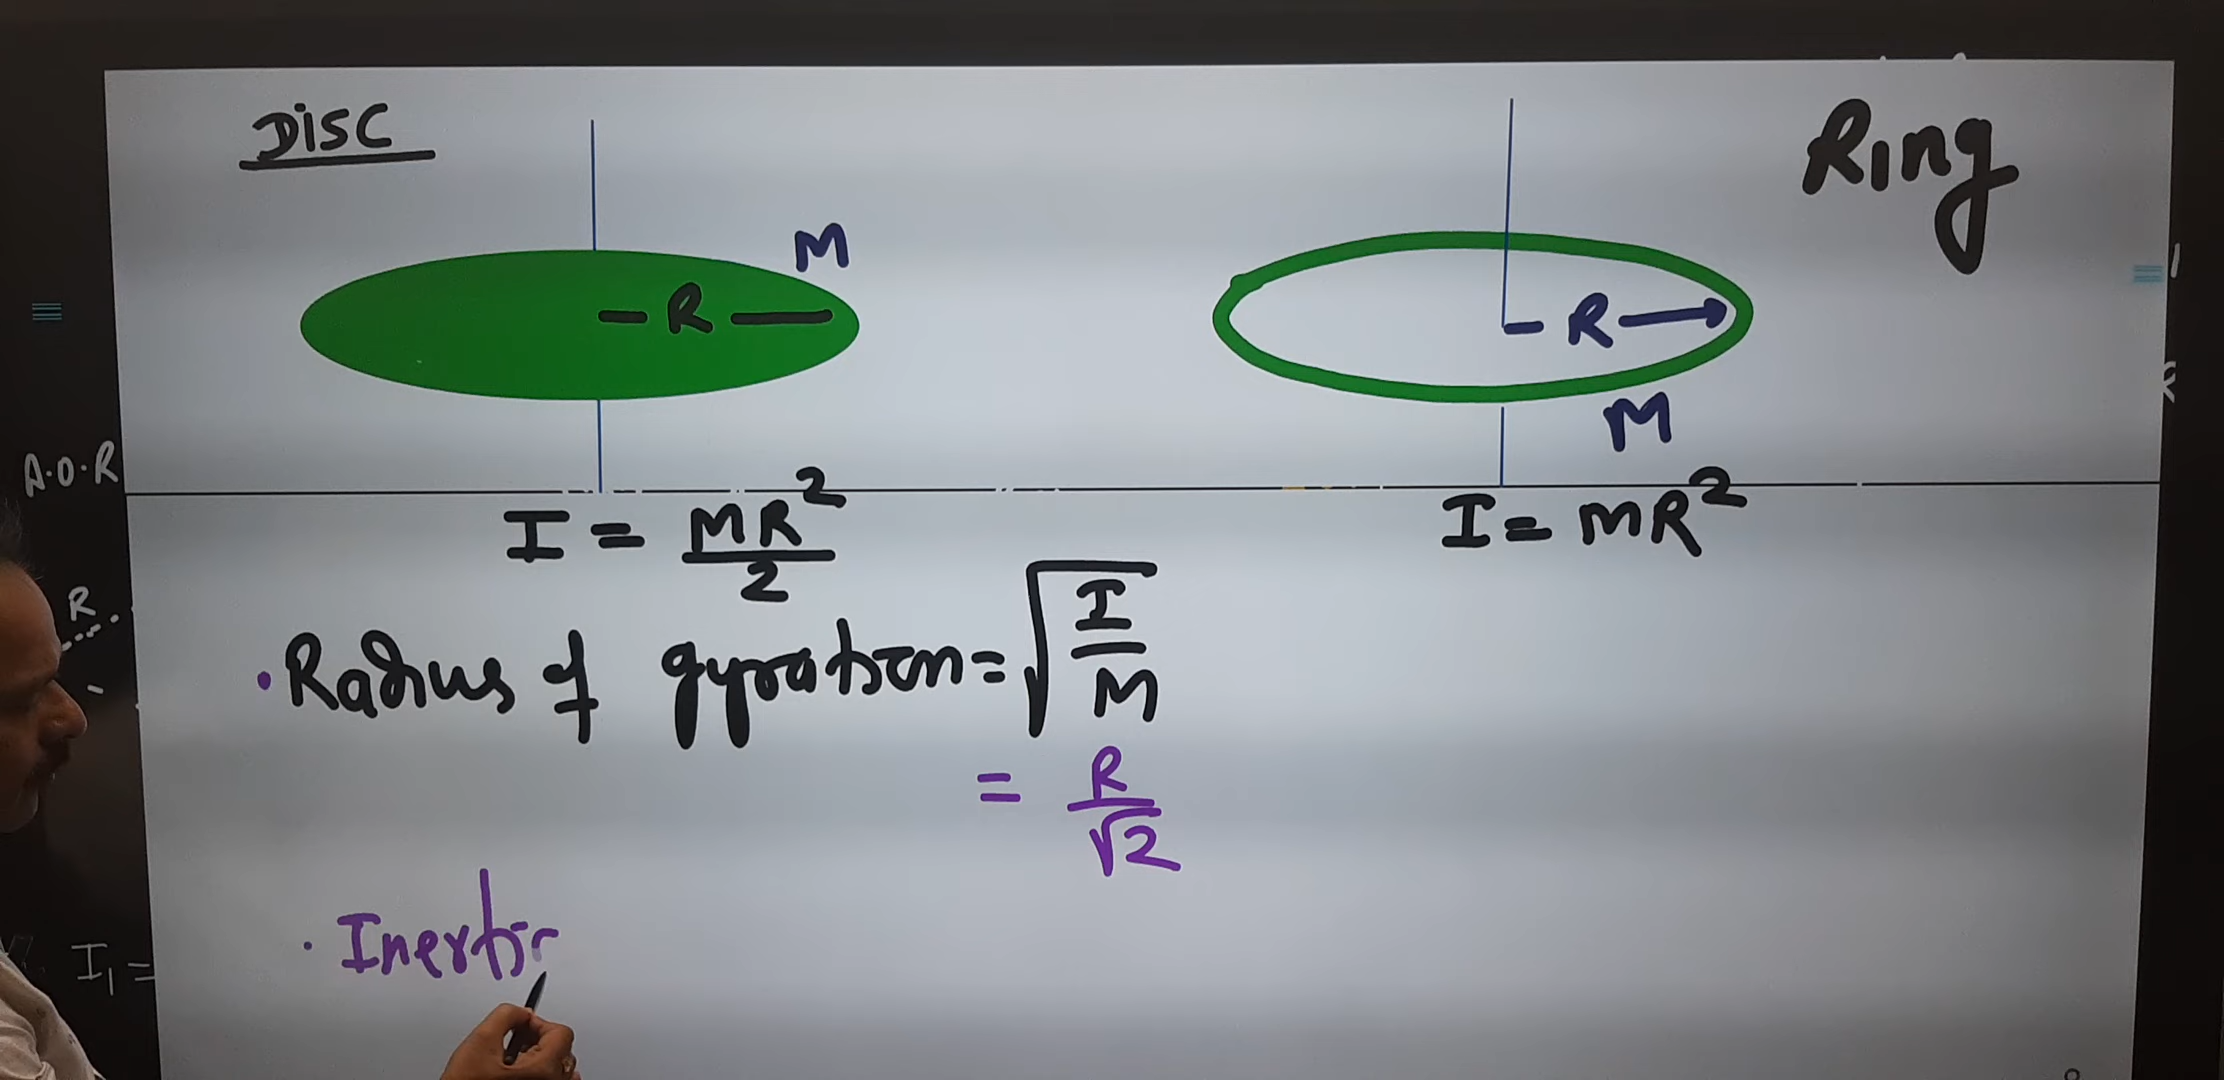 DISC
Ring
M
R
R
M
A.O.R
I = MR²/2
I = MR²
R
· Radius of gyration = √(I/M)
= R/√2
· Inertia
I₁ =